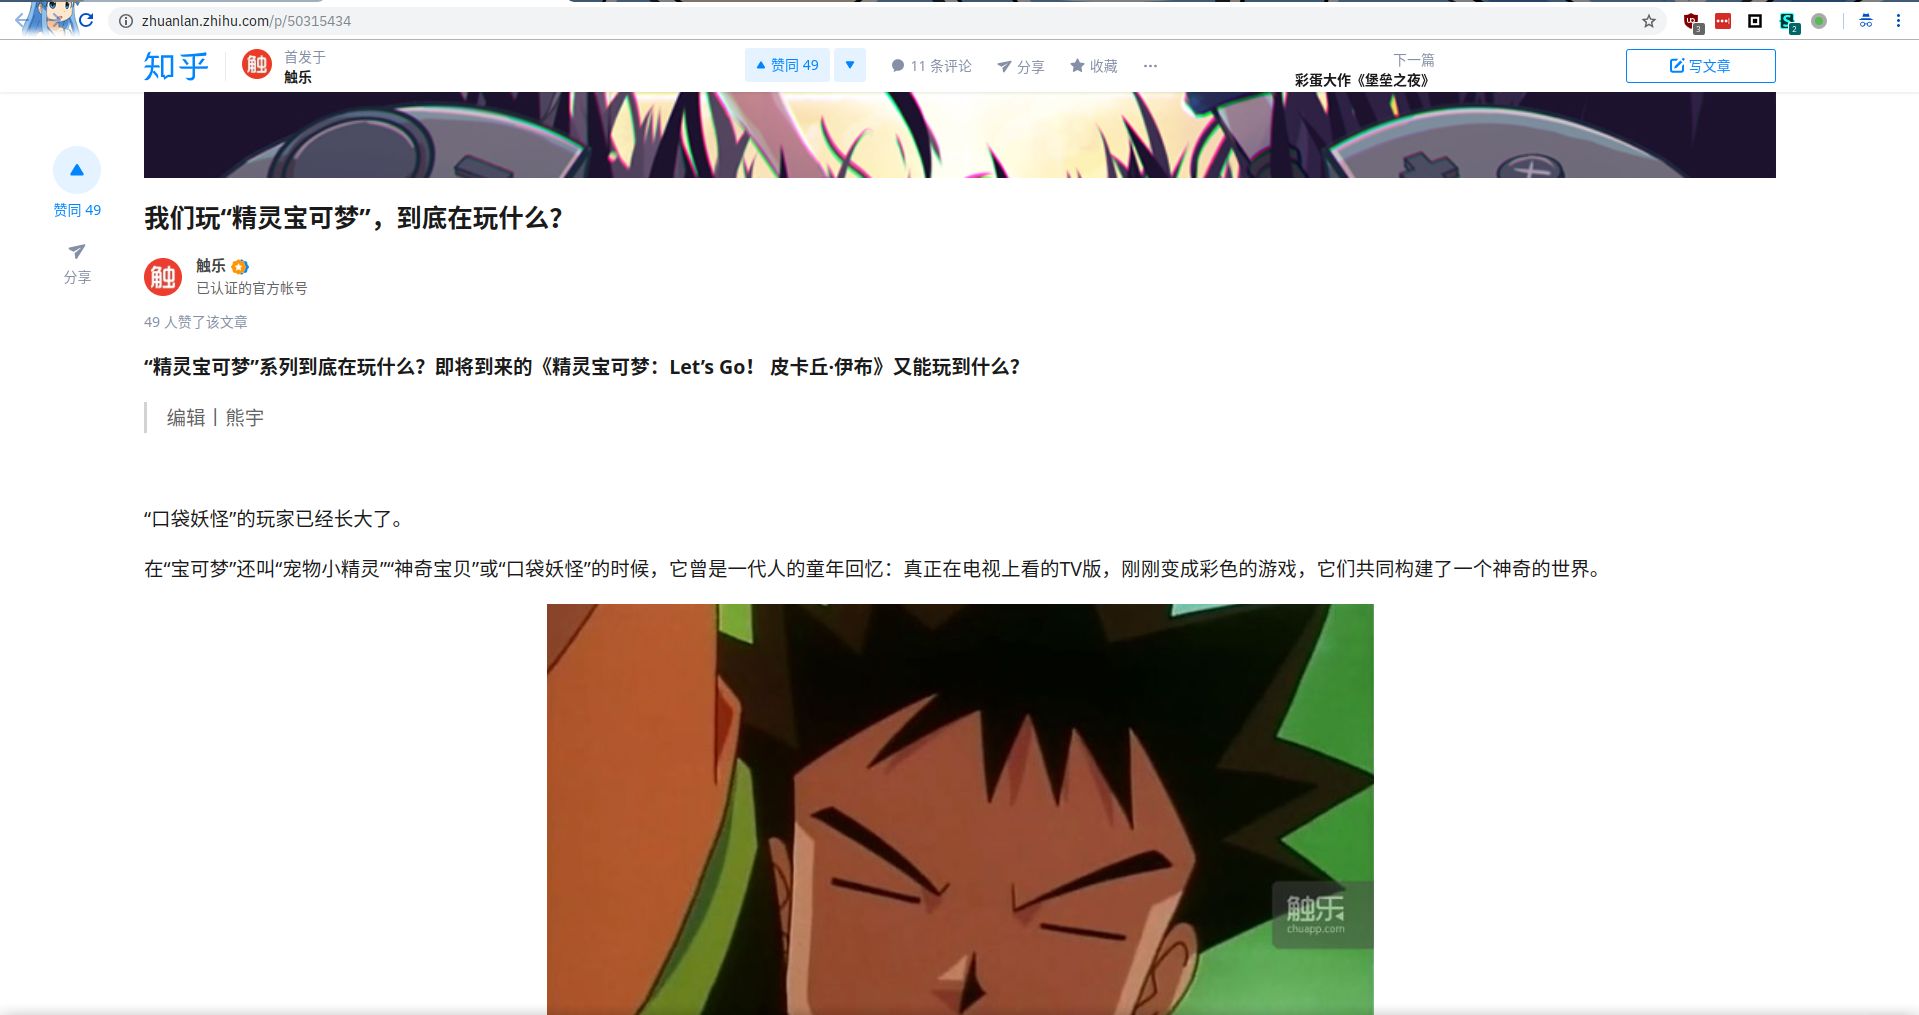 zhuanlan.zhihu.com/p/50315434
3
2
知乎
触
首发于
触乐
赞同 49
11 条评论
分享
收藏
下一篇
彩蛋大作《堡垒之夜》
写文章
赞同 49
分享
我们玩“精灵宝可梦”，到底在玩什么？
触
触乐
已认证的官方帐号
49 人赞了该文章
“精灵宝可梦”系列到底在玩什么？即将到来的《精灵宝可梦：Let’s Go！ 皮卡丘·伊布》又能玩到什么？
编辑丨熊宇
“口袋妖怪”的玩家已经长大了。
在“宝可梦”还叫“宠物小精灵”“神奇宝贝”或“口袋妖怪”的时候，它曾是一代人的童年回忆：真正在电视上看的TV版，刚刚变成彩色的游戏，它们共同构建了一个神奇的世界。
触乐
chuapp.com